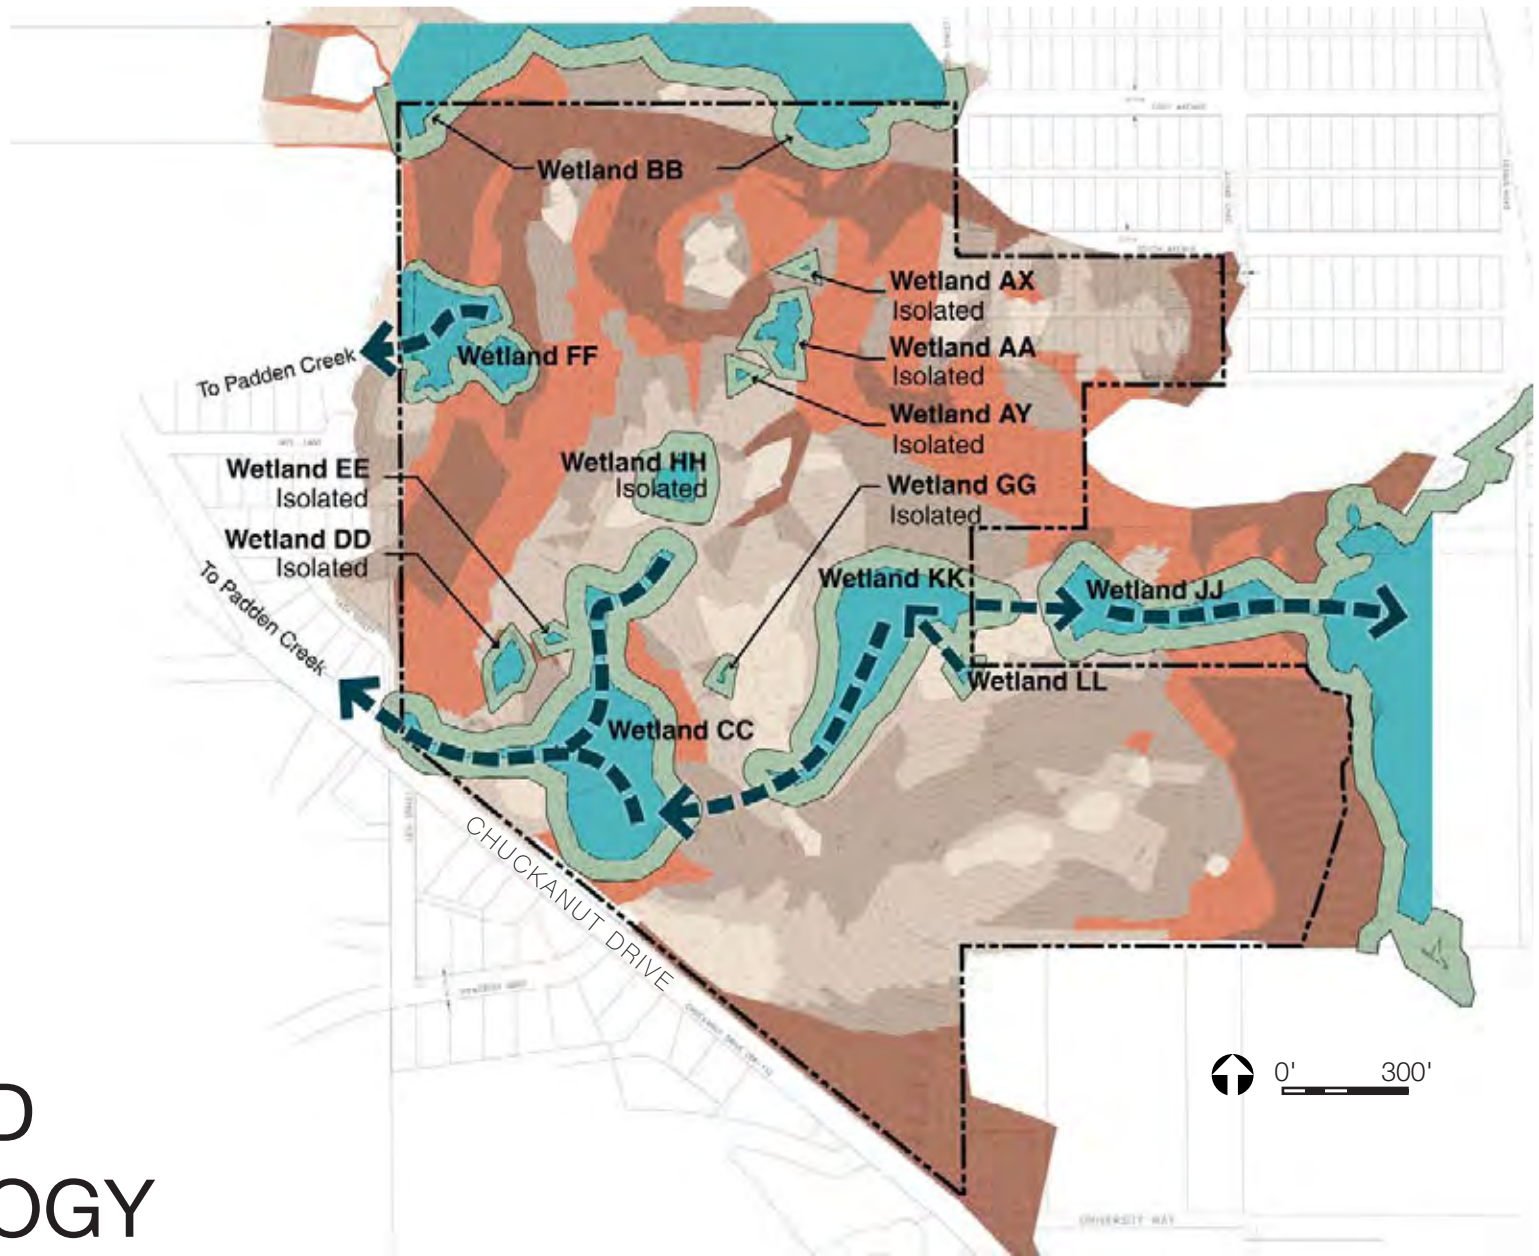 Wetland BB
Wetland AX
Isolated
Wetland AA
Isolated
To Padden Creek
Wetland FF
Wetland AY
Isolated
Wetland EE
Isolated
Wetland HH
Isolated
Wetland GG
Isolated
Wetland DD
Isolated
To Padden Creek
Wetland KK
Wetland JJ
Wetland LL
Wetland CC
CHUCKANUT DRIVE
0' 300'
D
OGY
UNIVERSITY WAY